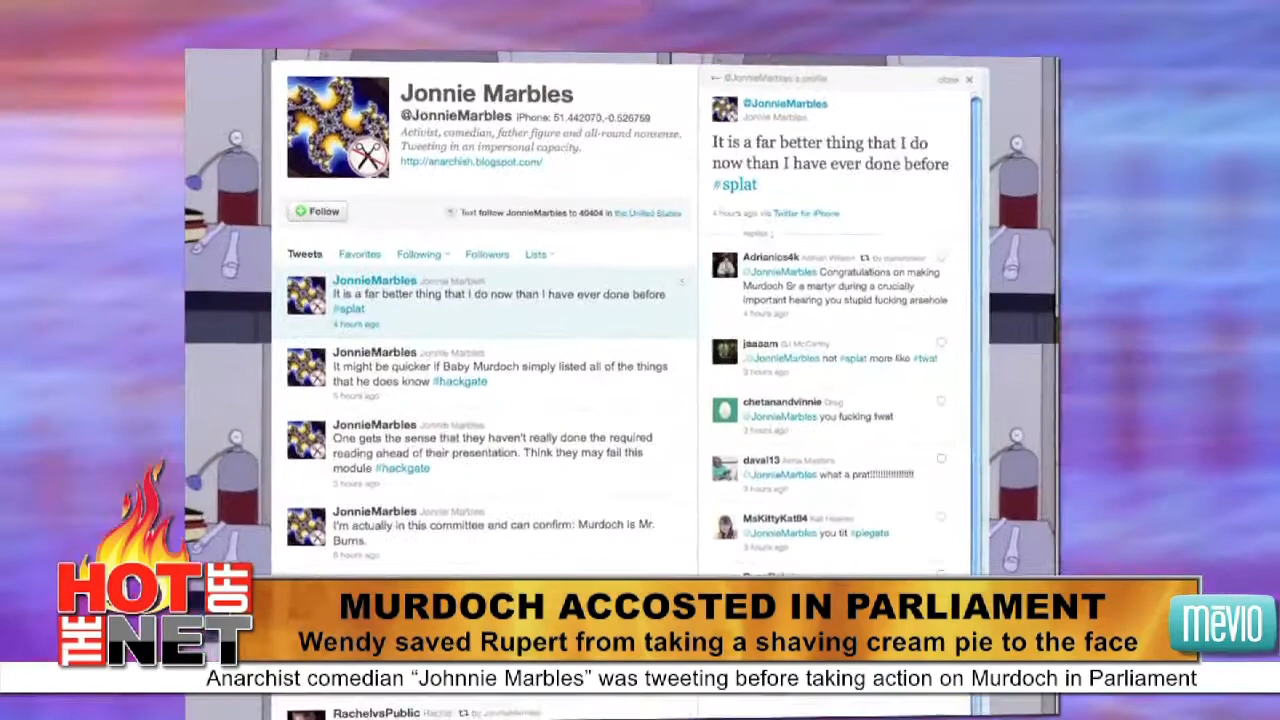 Jonnie Marbles
@JonnieMarbles iPhone: 51.442070,-0.526759
Activist, comedian, father figure and all-round nonsense.
Tweeting in an impersonal capacity.
http://anarchish.blogspot.com/
Follow
Text follow JonnieMarbles to 40404 in the United States
Tweets Favorites Following Followers Lists
JonnieMarbles Jonnie Marbles
It is a far better thing that I do now than I have ever done before
#splat
4 hours ago
JonnieMarbles Jonnie Marbles
It might be quicker if Baby Murdoch simply listed all of the things
that he does know #hackgate
5 hours ago
JonnieMarbles Jonnie Marbles
One gets the sense that they haven't really done the required
reading ahead of their presentation. Think they may fail this
module #hackgate
5 hours ago
JonnieMarbles Jonnie Marbles
I'm actually in this committee and can confirm: Murdoch is Mr.
Burns.
6 hours ago
← @JonnieMarbles's profile close ×
@JonnieMarbles
Jonnie Marbles
It is a far better thing that I do
now than I have ever done before
#splat
4 hours ago via Twitter for iPhone
replies ↓
Adrianics4k Adrian Wilson
@JonnieMarbles Congratulations on making
Murdoch Sr a martyr during a crucially
important hearing you stupid fucking arsehole
4 hours ago
jaaaam
@JonnieMarbles not #splat more like #twat
3 hours ago
chetanandvinnie
@JonnieMarbles you fucking twat
3 hours ago
daval13
@JonnieMarbles what a prat!!!!!!!!!!!!!!!!!
3 hours ago
MsKittyKat84
@JonnieMarbles you tit #piegate
3 hours ago
HOT OFF
THE NET
MURDOCH ACCOSTED IN PARLIAMENT
Wendy saved Rupert from taking a shaving cream pie to the face
mevio
Anarchist comedian “Johnnie Marbles” was tweeting before taking action on Murdoch in Parliament
RachelvsPublic Rachel by JonnieMarbles